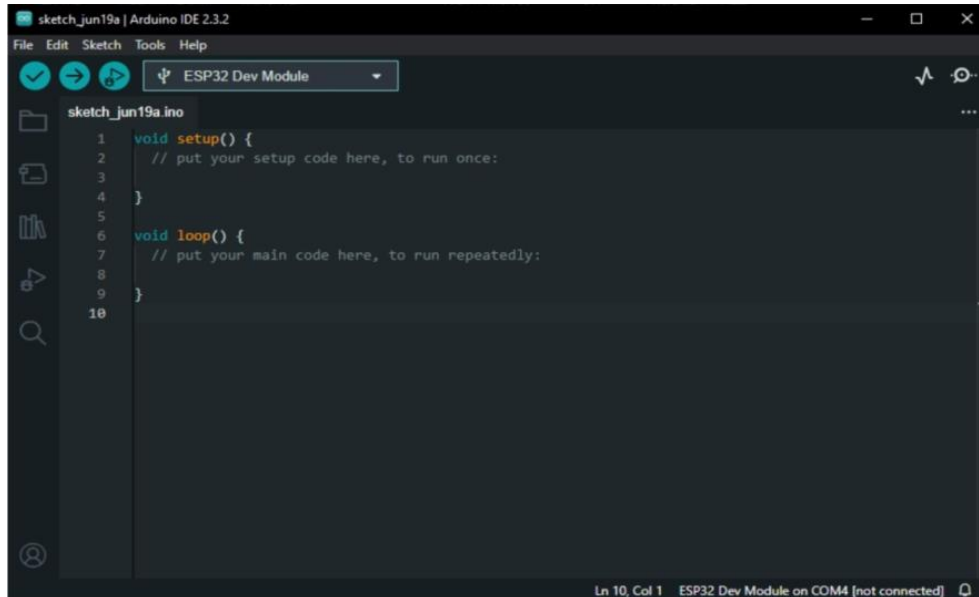 sketch_jun19a | Arduino IDE 2.3.2
File Edit Sketch Tools Help
ESP32 Dev Module
sketch_jun19a.ino
1 void setup() {
2 // put your setup code here, to run once:
3
4 }
5
6 void loop() {
7 // put your main code here, to run repeatedly:
8
9 }
10
Ln 10, Col 1 ESP32 Dev Module on COM4 [not connected]